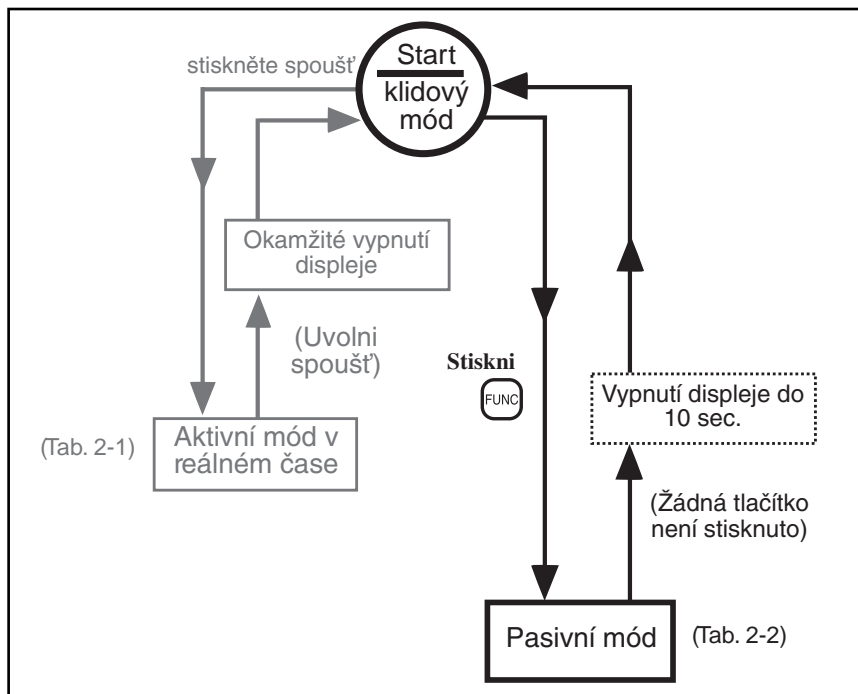 Start
klidový
mód
stiskněte spoušť
Okamžité vypnutí
displeje
(Uvolni
spoušť)
(Tab. 2-1)
Aktivní mód v
reálném čase
Stiskni
FUNC
Vypnutí displeje do
10 sec.
(Žádná tlačítko
není stisknuto)
Pasivní mód
(Tab. 2-2)